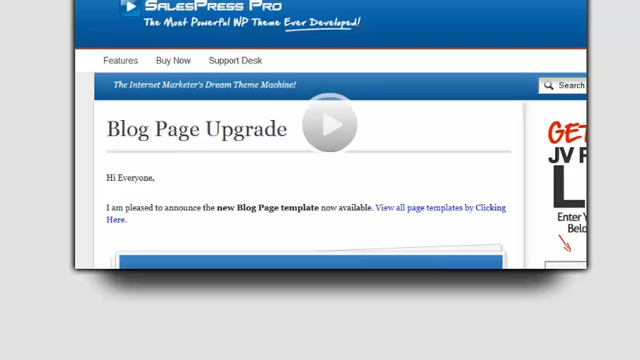 SalesPress Pro
The Most Powerful WP Theme Ever Developed!
Features Buy Now Support Desk
The Internet Marketer's Dream Theme Machine!
Search
Blog Page Upgrade
GET
JV
Hi Everyone,
Enter
Belo
I am pleased to announce the new Blog Page template now available. View all page templates by Clicking
Here.